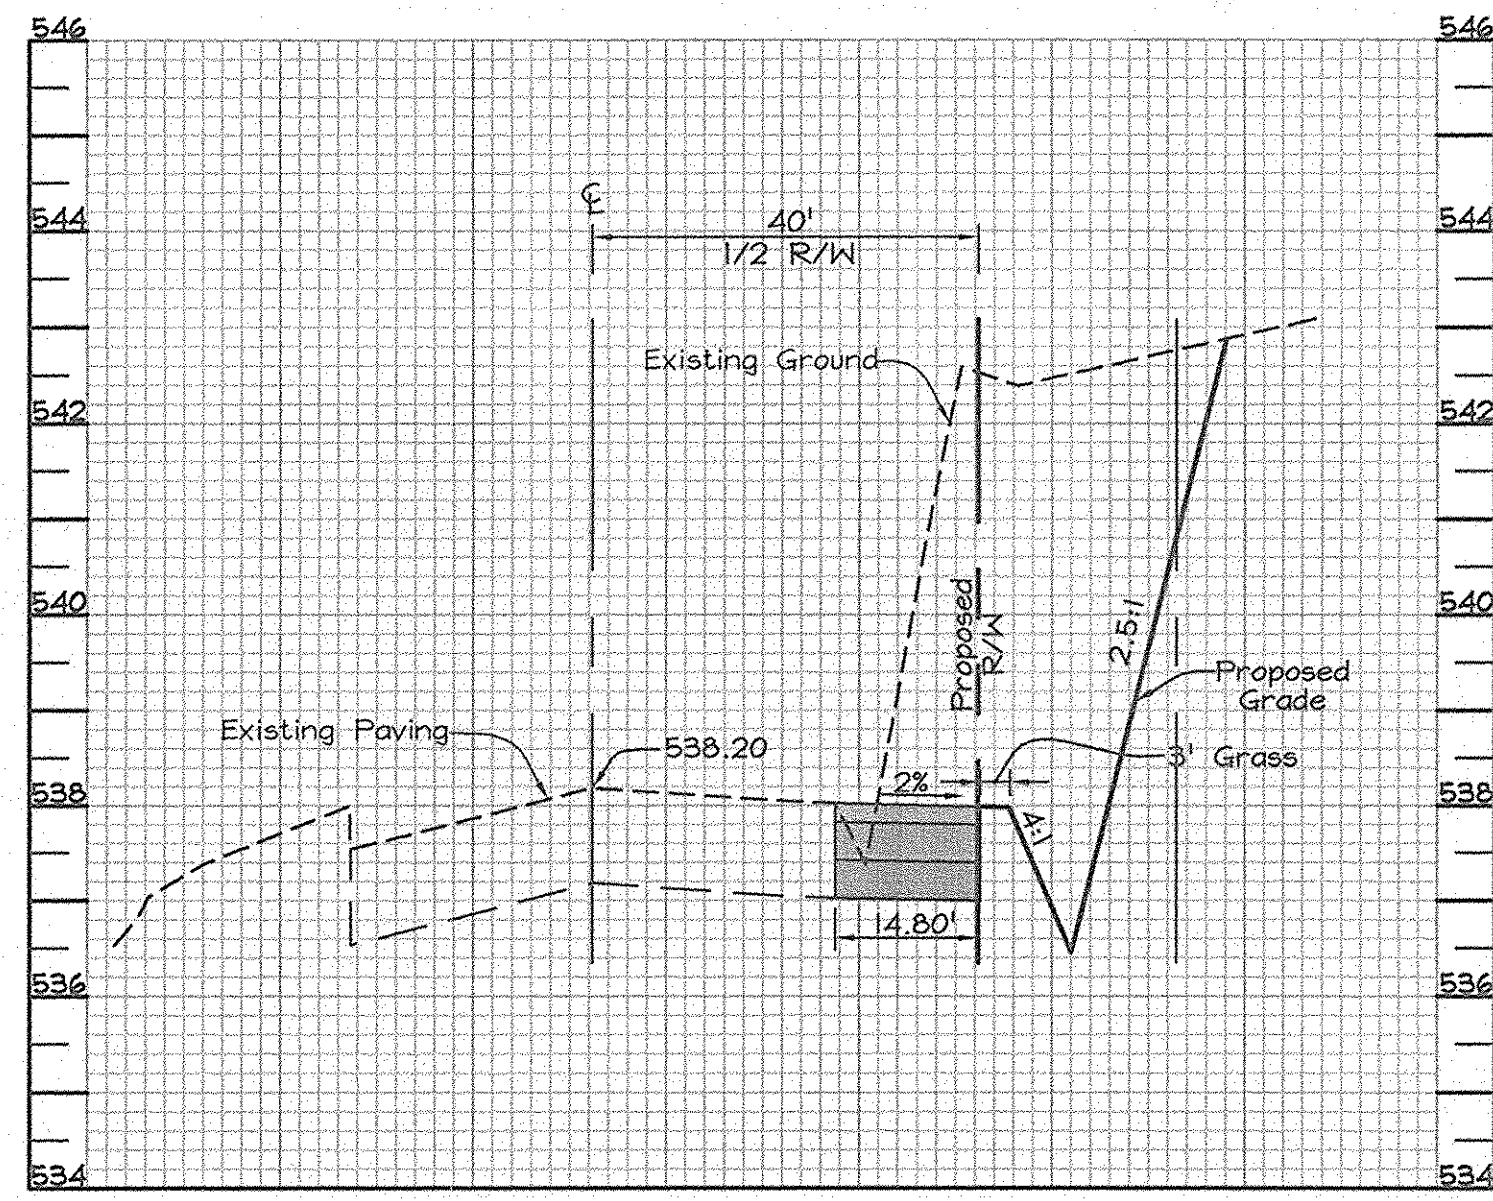 546
546
℄
544
40'
544
1/2 R/W
Existing Ground
542
542
540
540
Proposed
R/W
2.5:1
Proposed
Grade
Existing Paving
538.20
3' Grass
2%
538
538
4:1
14.80'
536
536
534
534